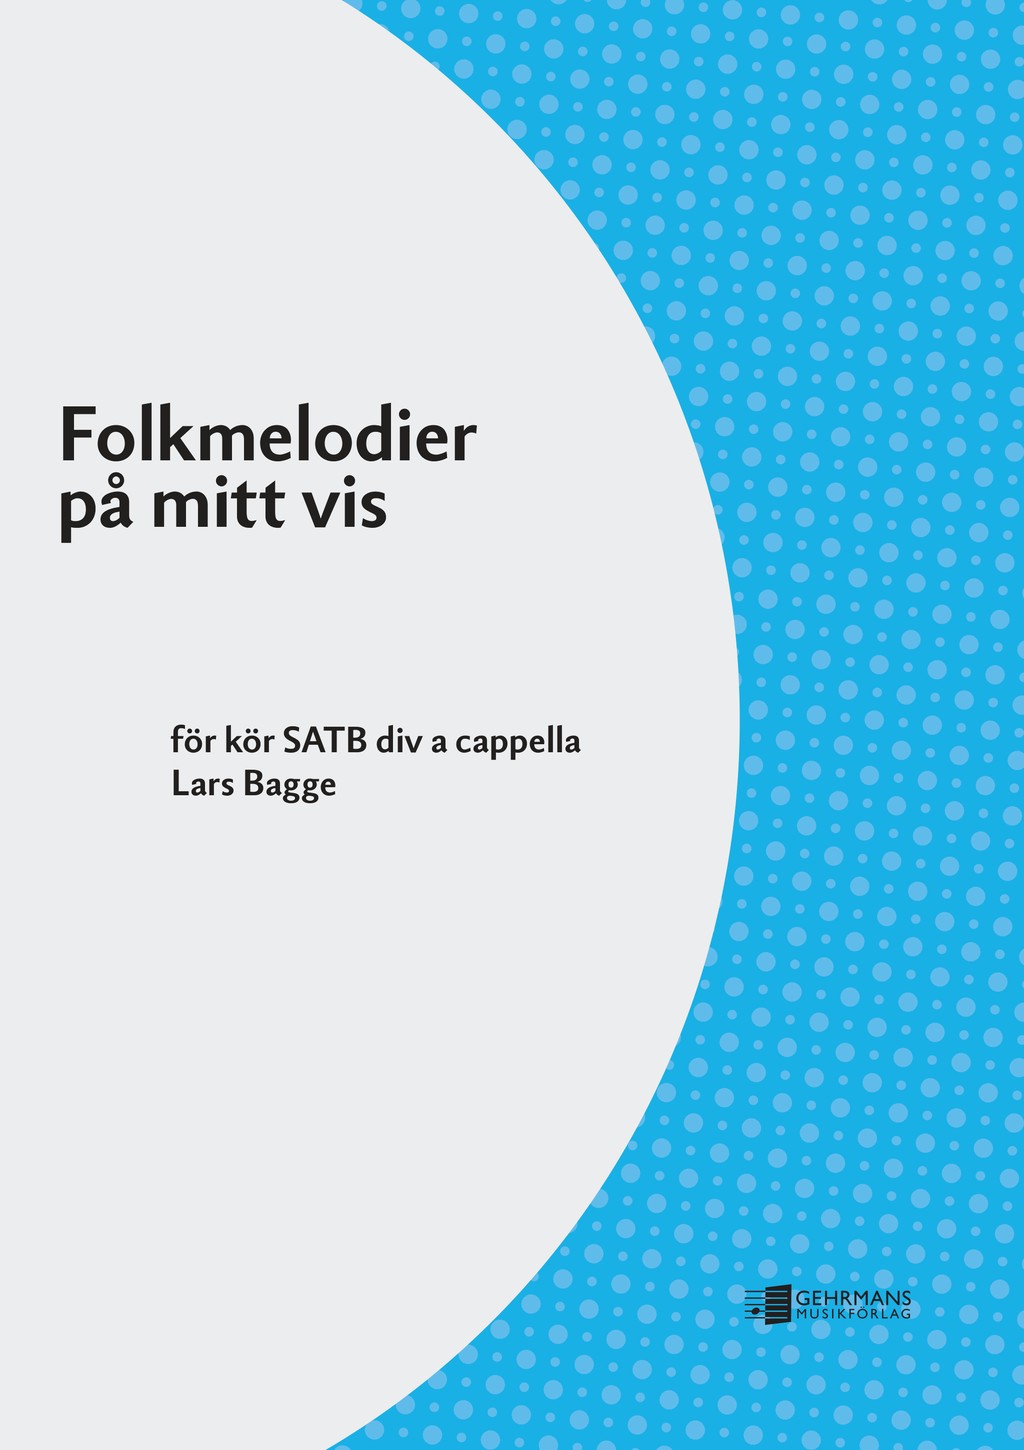 Folkmelodier
på mitt vis
för kör SATB div a cappella
Lars Bagge
GEHRMANS
MUSIKFÖRLAG